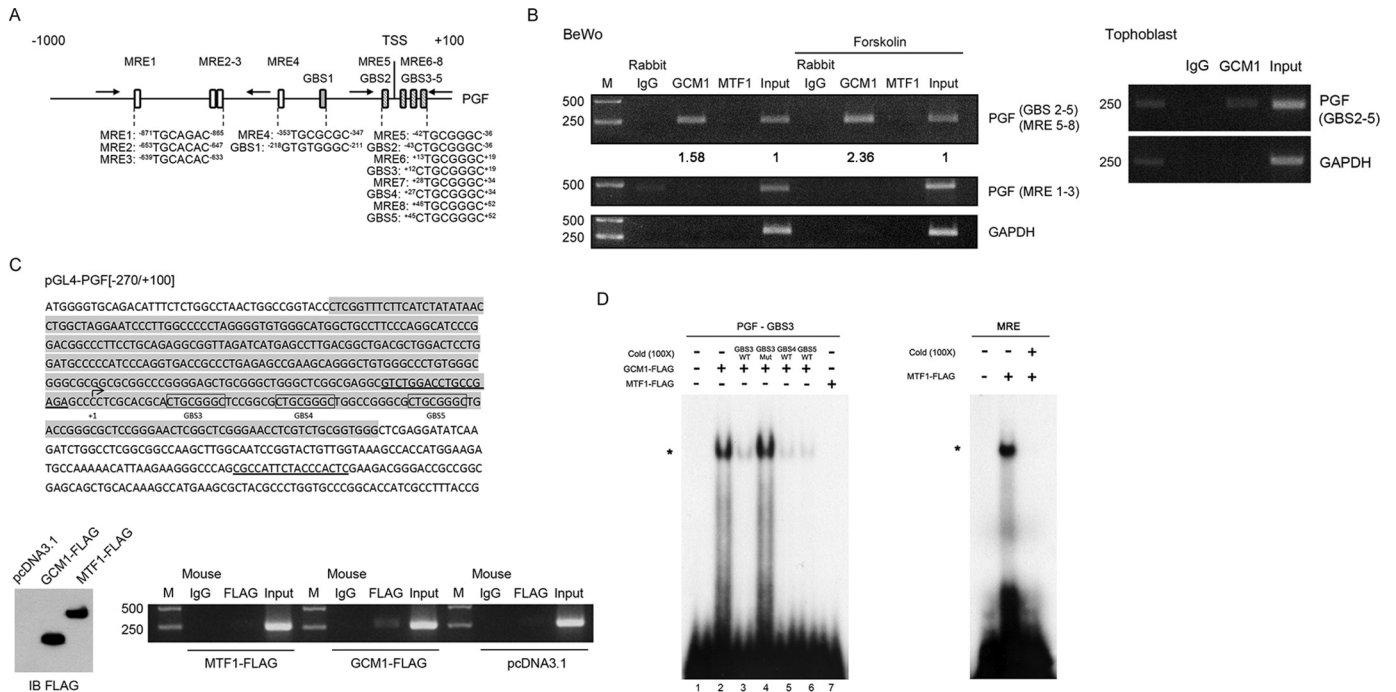 A
-1000
TSS
+100
MRE1
MRE2-3
MRE4
GBS1
MRE5
GBS2
MRE6-8
GBS3-5
PGF
MRE1: -871TGCAGAC-865
MRE2: -653TGCACAC-647
MRE3: -639TGCACAC-633
MRE4: -353TGCGCGC-347
GBS1: -218GTGTGGGC-211
MRE5: -42TGCGGGC-36
GBS2: -43CTGCGGGC-36
MRE6: +13TGCGGGC+19
GBS3: +12CTGCGGGC+19
MRE7: +28TGCGGGC+34
GBS4: +27CTGCGGGC+34
MRE8: +46TGCGGGC+52
GBS5: +45CTGCGGGC+52
B
BeWo
Forskolin
Rabbit
Rabbit
M IgG GCM1 MTF1 Input IgG GCM1 MTF1 Input
500
250
PGF (GBS 2-5)
(MRE 5-8)
1.58 1 2.36 1
500
PGF (MRE 1-3)
500
250
GAPDH
Tophoblast
IgG GCM1 Input
250
PGF
(GBS2-5)
250
GAPDH
C
pGL4-PGF[-270/+100]
ATGGGGTGCAGACATTTCTCTGGCCTAACTGGCCGGTACCCTCGGTTTCTTCATCTATATAAC
CTGGCTAGGAATCCCTTGGCCCCCTAGGGGTGTGGGCATGGCTGCCTTCCCAGGCATCCCG
GACGGCCCTTCCTGCAGAGGCGGTTAGATCATGAGCCTGGACTGACGCTGGACTCCTG
GATGCCCCCATCCCAGGTGACCGCCCTGAGAGCCGAAGCAGGGCTGTGGGCCCTGTGGGC
GGGCGCGGCGCGGCCCGGGGAGCTGCGGGCTGGGCTCGGCGAGGCGTCTGGACCTGCCG
AGAGCCCCTCGCACGCACTGCGGGCTCCGGCGCTGCGGGCTGGCCGGGCGCTGCGGGCTG
+1 GBS3 GBS4 GBS5
ACCGGGCGCTCCGGGAACTCGGCTCGGGAACCTCGTCTGCGGTGGGCTCGAGGATATCAA
GATCTGGCCTCGGCGGCCAAGCTTGGCAATCCGGTACTGTTGGTAAAGCCACCATGGAAGA
TGCCAAAAACATTAAGAAGGGCCCAGCGCCATTCTACCCACTCGAAGACGGGACCGCCGGC
GAGCAGCTGCACAAAGCCATGAAGCGCTACGCCCTGGTGCCCGGCACCATCGCCTTTACCG
pcDNA3.1
GCM1-FLAG
MTF1-FLAG
IB FLAG
Mouse Mouse Mouse
M IgG FLAG Input M IgG FLAG Input M IgG FLAG Input
500
250
MTF1-FLAG GCM1-FLAG pcDNA3.1
D
PGF - GBS3
GBS3 GBS3 GBS4 GBS5
Cold (100X) - - WT Mut WT WT -
GCM1-FLAG - + + + + + -
MTF1-FLAG - - - - - - +
*
1 2 3 4 5 6 7
MRE
Cold (100X) - - +
MTF1-FLAG - + +
*